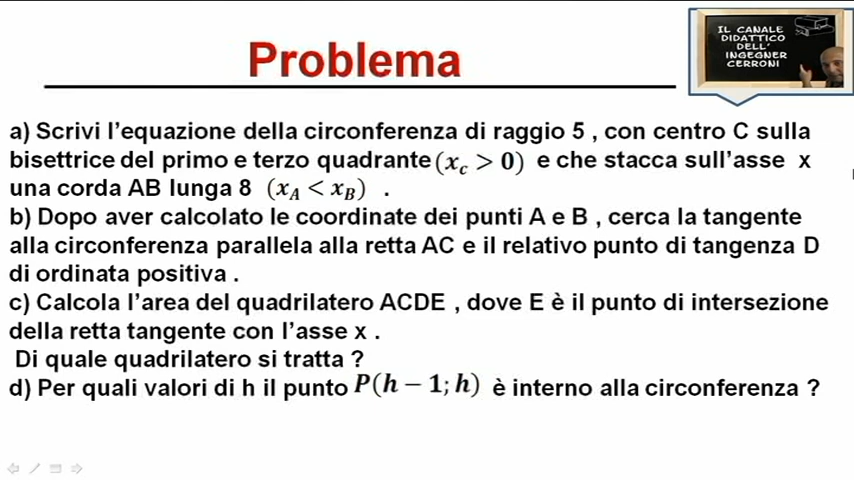 Problema
IL CANALE
DIDATTICO
DELL'
INGEGNER
CERRONI
a) Scrivi l'equazione della circonferenza di raggio 5 , con centro C sulla
bisettrice del primo e terzo quadrante (x_c > 0) e che stacca sull'asse x
una corda AB lunga 8 (x_A < x_B) .
b) Dopo aver calcolato le coordinate dei punti A e B , cerca la tangente
alla circonferenza parallela alla retta AC e il relativo punto di tangenza D
di ordinata positiva .
c) Calcola l'area del quadrilatero ACDE , dove E è il punto di intersezione
della retta tangente con l'asse x .
Di quale quadrilatero si tratta ?
d) Per quali valori di h il punto P(h − 1; h) è interno alla circonferenza ?